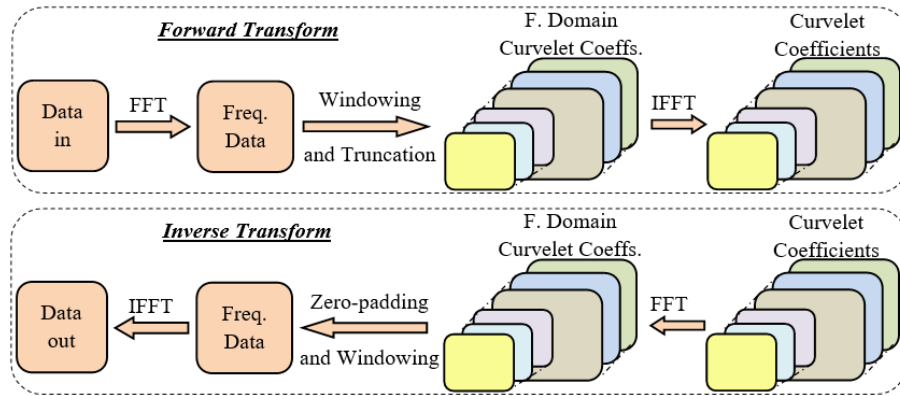 Forward Transform
F. Domain
Curvelet Coeffs.
Curvelet
Coefficients
Data
in
FFT
Freq.
Data
Windowing
and Truncation
IFFT
Inverse Transform
F. Domain
Curvelet Coeffs.
Curvelet
Coefficients
Data
out
IFFT
Freq.
Data
Zero-padding
and Windowing
FFT